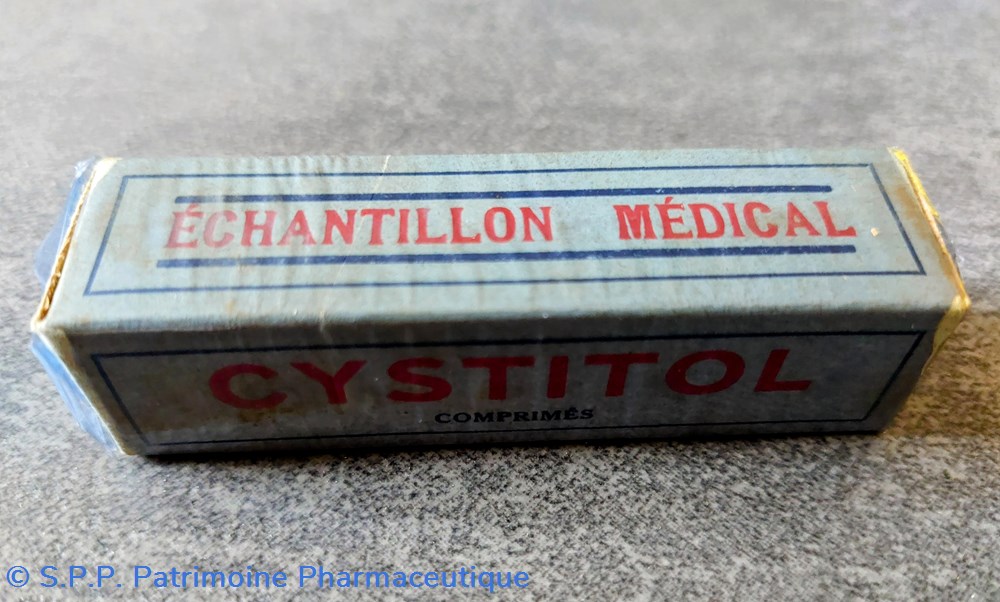 ÉCHANTILLON MÉDICAL
CYSTITOL
COMPRIMÉS
© S.P.P. Patrimoine Pharmaceutique